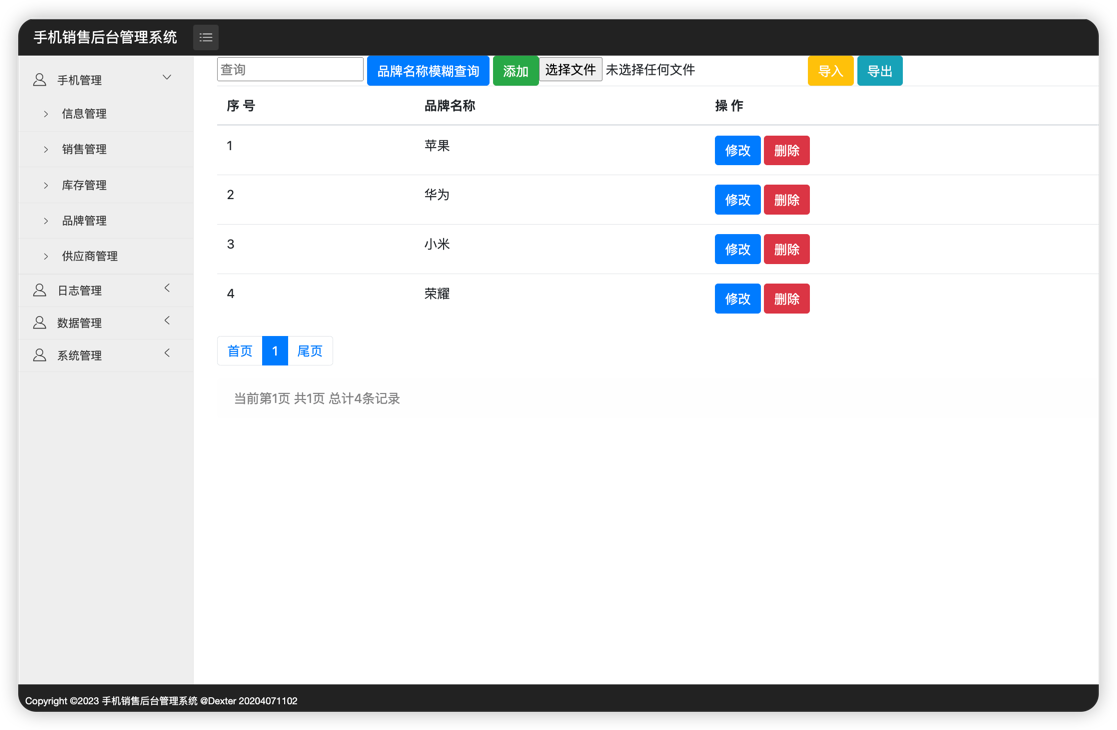 手机销售后台管理系统
手机管理
信息管理
销售管理
库存管理
品牌管理
供应商管理
日志管理
数据管理
系统管理
查询 品牌名称模糊查询 添加 选择文件 未选择任何文件 导入 导出
序 号 品牌名称 操 作
1 苹果 修改 删除
2 华为 修改 删除
3 小米 修改 删除
4 荣耀 修改 删除
首页 1 尾页
当前第1页 共1页 总计4条记录
Copyright ©2023 手机销售后台管理系统 @Dexter 20204071102